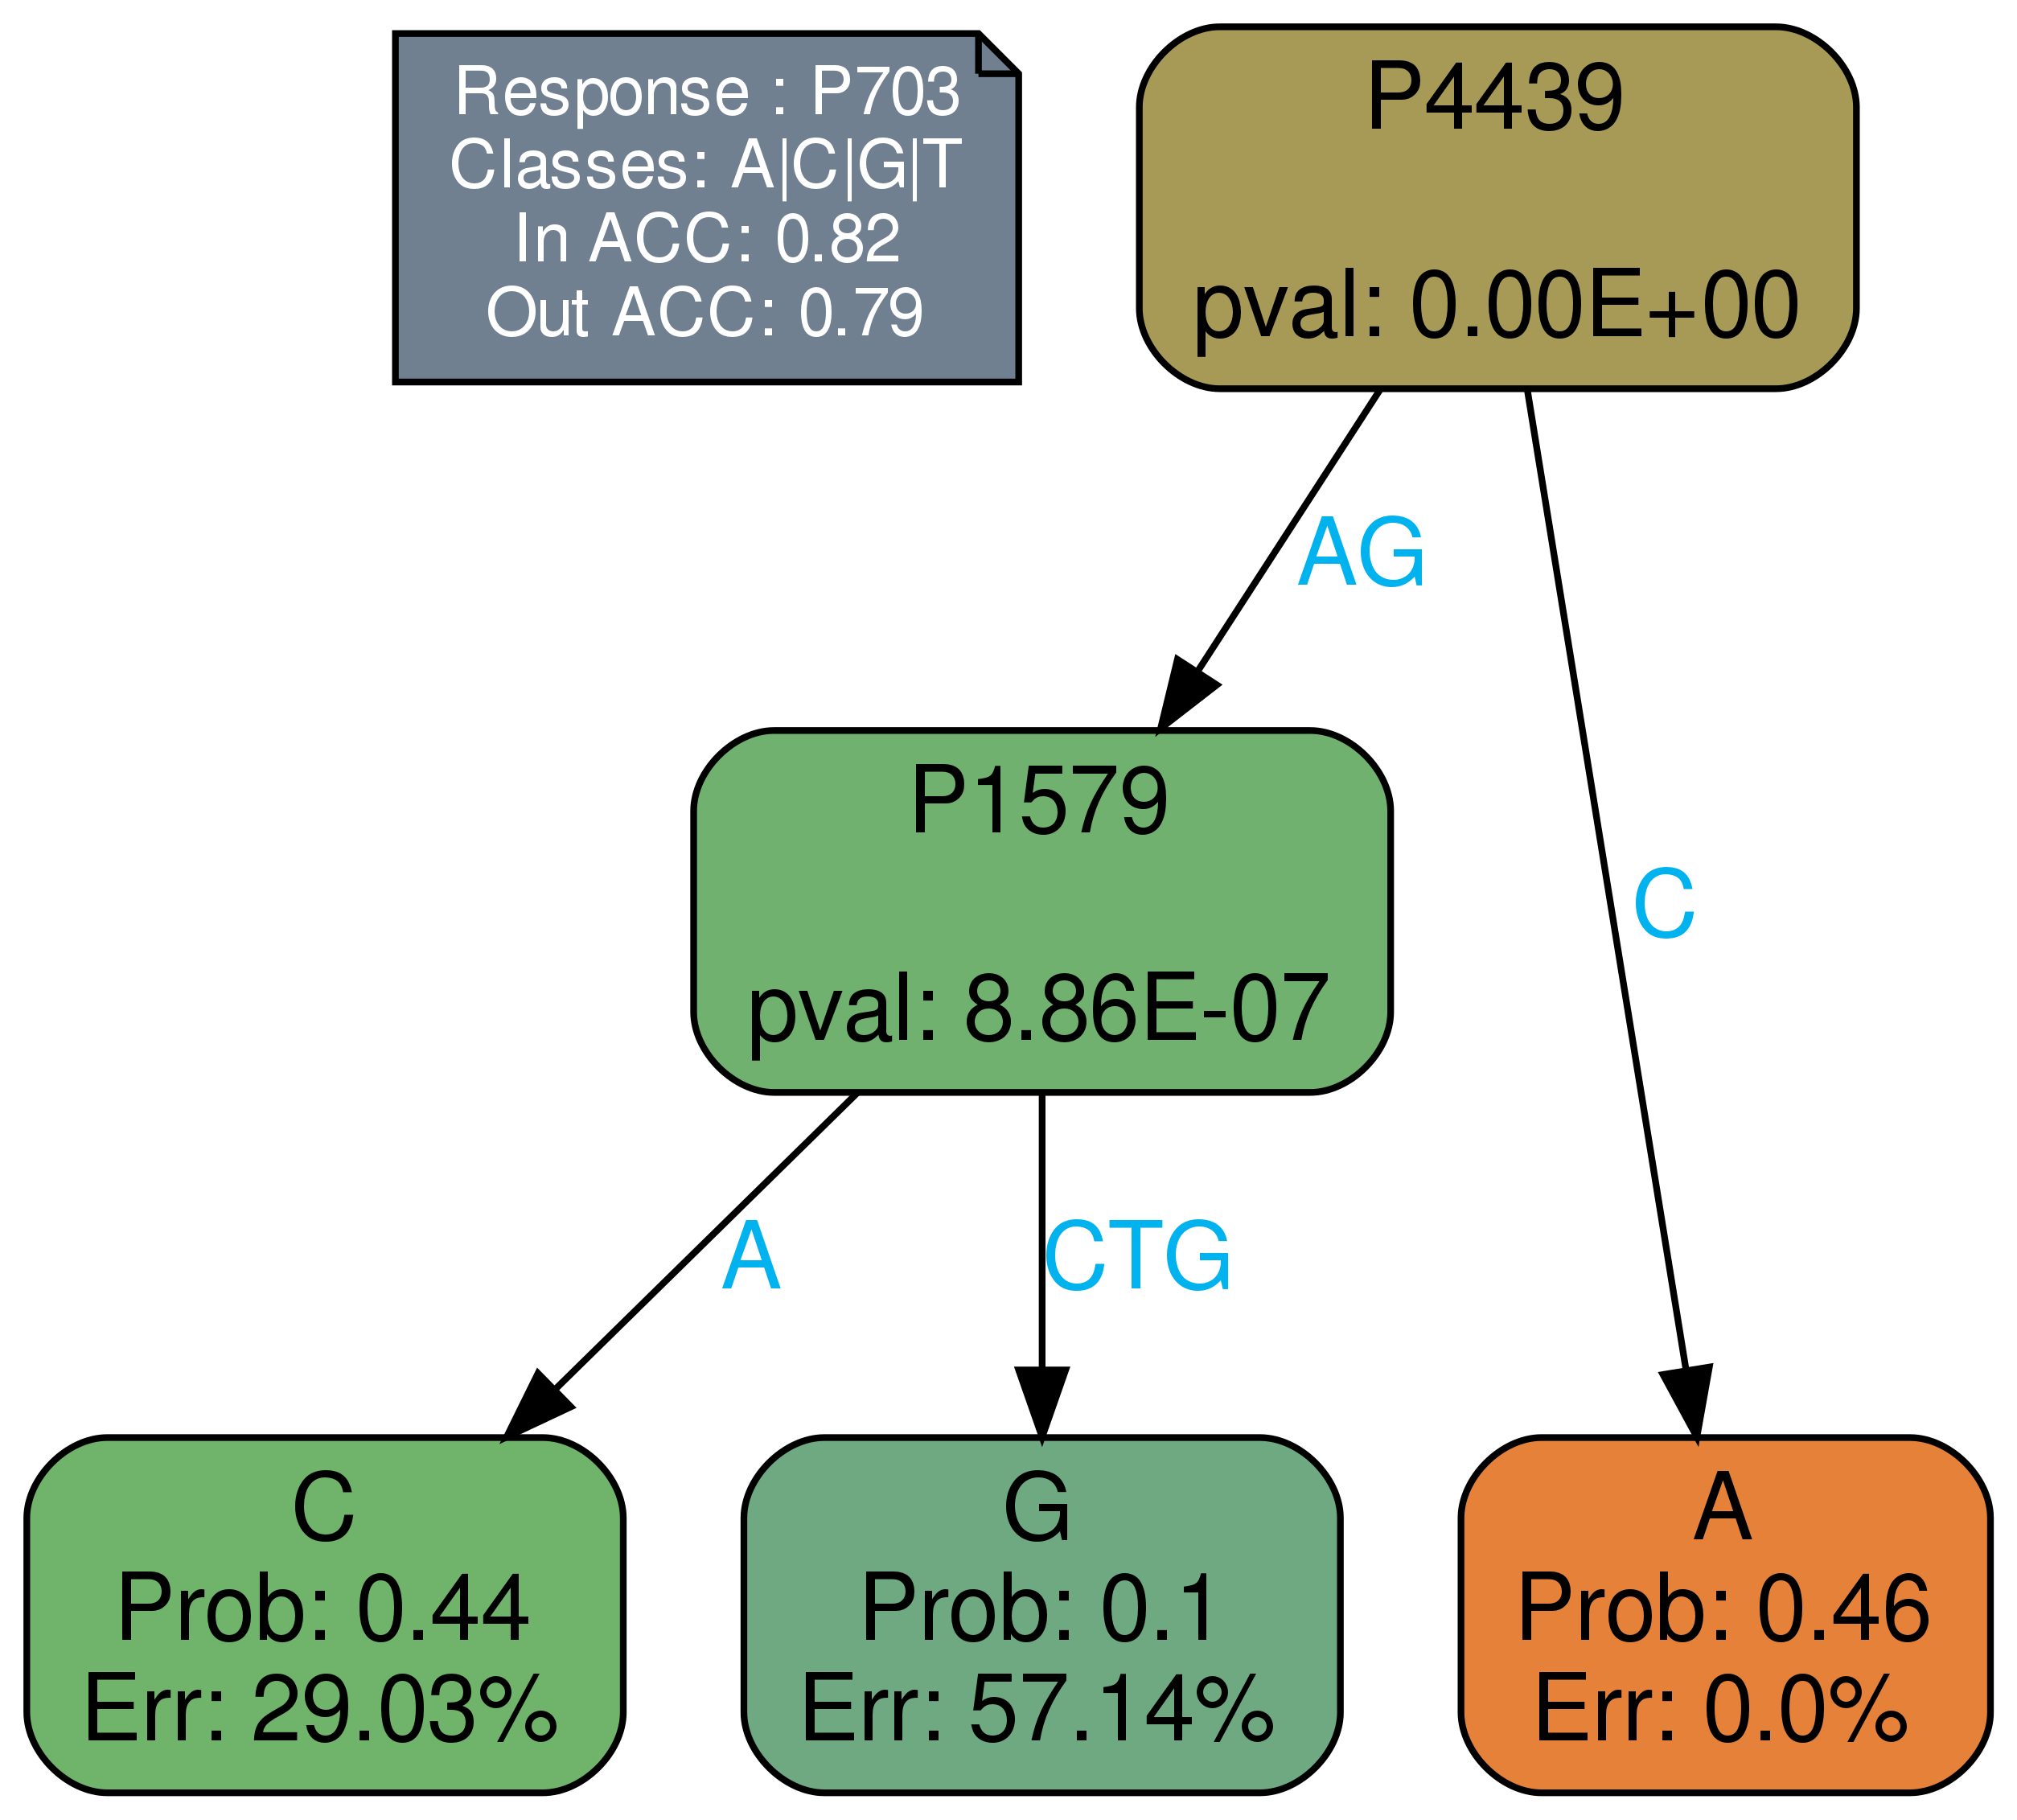 Response : P703
Classes: A|C|G|T
In ACC: 0.82
Out ACC: 0.79
P4439
pval: 0.00E+00
AG
C
P1579
pval: 8.86E-07
A
CTG
C
Prob: 0.44
Err: 29.03%
G
Prob: 0.1
Err: 57.14%
A
Prob: 0.46
Err: 0.0%